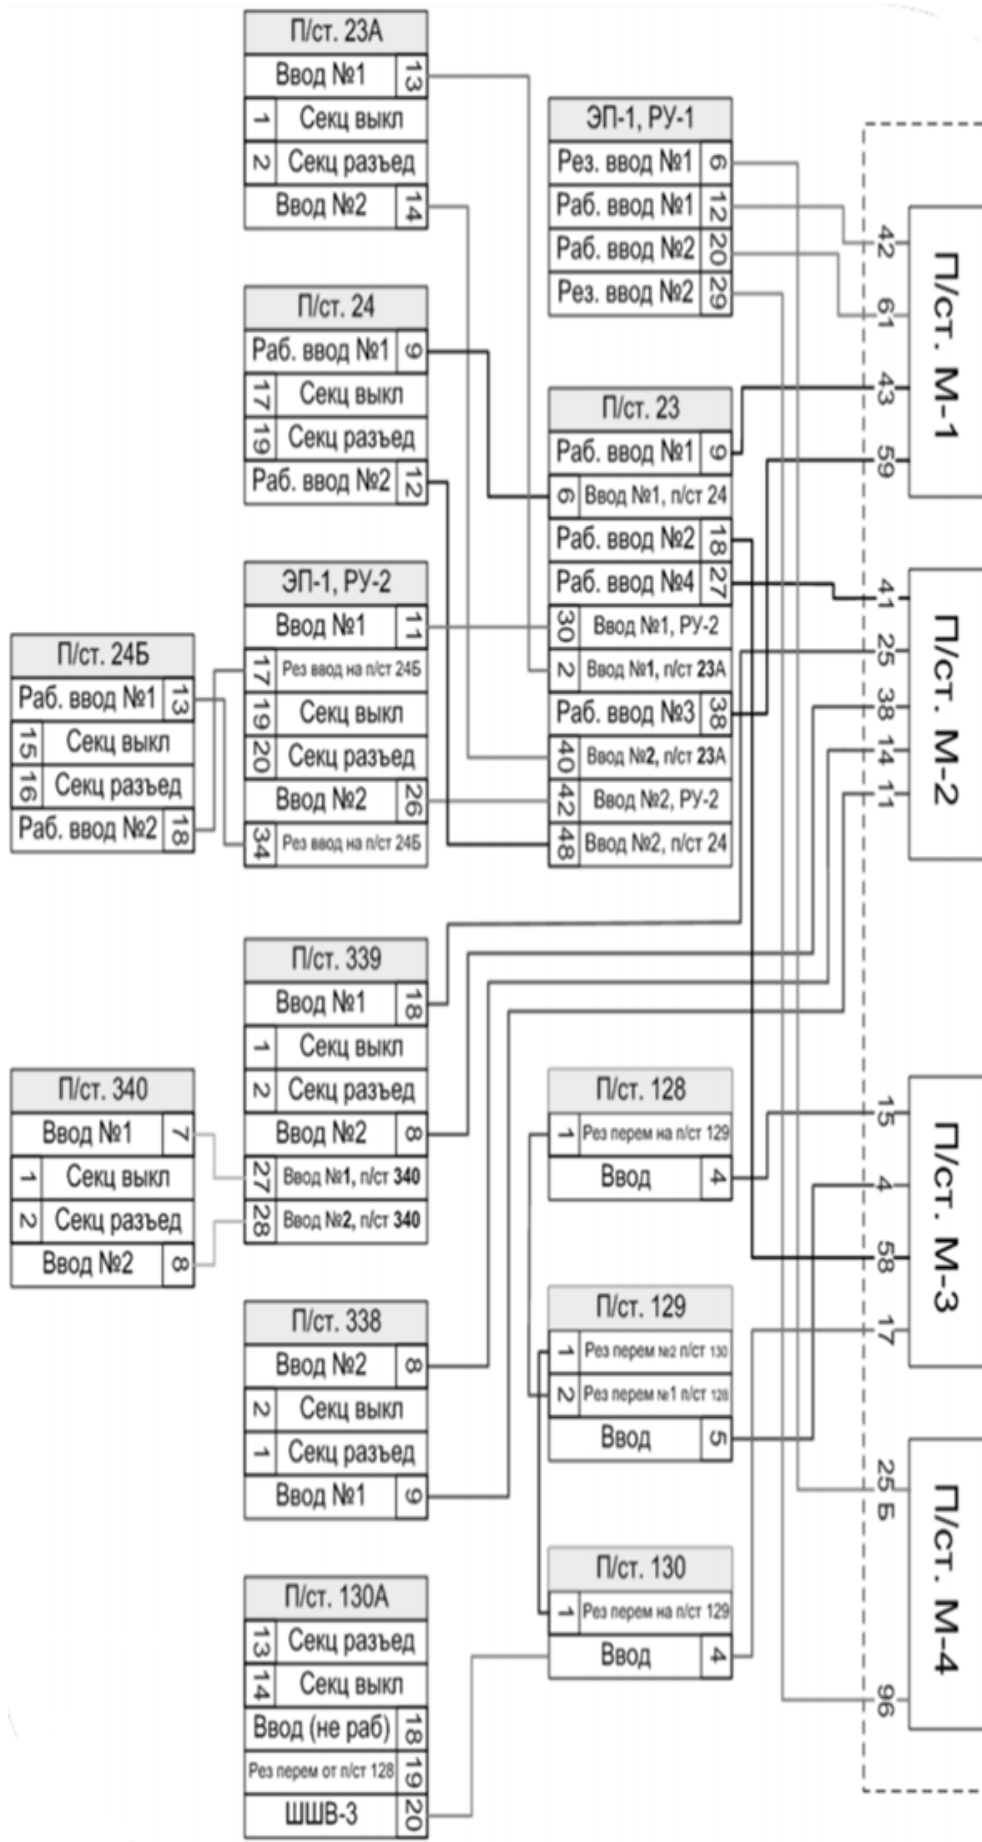 П/ст. 23А
Ввод №1 13
1 Секц выкл
2 Секц разъед
Ввод №2 14
П/ст. 24
Раб. ввод №1 9
17 Секц выкл
19 Секц разъед
Раб. ввод №2 12
ЭП-1, РУ-2
Ввод №1 11
17 Рез ввод на п/ст 24Б
19 Секц выкл
20 Секц разъед
Ввод №2 26
34 Рез ввод на п/ст 24Б
П/ст. 24Б
Раб. ввод №1 13
15 Секц выкл
16 Секц разъед
Раб. ввод №2 18
П/ст. 339
Ввод №1 18
1 Секц выкл
2 Секц разъед
Ввод №2 8
27 Ввод №1, п/ст 340
28 Ввод №2, п/ст 340
П/ст. 340
Ввод №1 7
1 Секц выкл
2 Секц разъед
Ввод №2 8
П/ст. 338
Ввод №2 8
2 Секц выкл
1 Секц разъед
Ввод №1 9
П/ст. 130А
13 Секц разъед
14 Секц выкл
Ввод (не раб) 18
Рез перем от п/ст 128 19
ШШВ-3 20
ЭП-1, РУ-1
Рез. ввод №1 6
Раб. ввод №1 12
Раб. ввод №2 20
Рез. ввод №2 29
П/ст. 23
Раб. ввод №1 9
6 Ввод №1, п/ст 24
Раб. ввод №2 18
Раб. ввод №4 27
30 Ввод №1, РУ-2
2 Ввод №1, п/ст 23А
Раб. ввод №3 38
40 Ввод №2, п/ст 23А
42 Ввод №2, РУ-2
48 Ввод №2, п/ст 24
П/ст. 128
1 Рез перем на п/ст 129
Ввод 4
П/ст. 129
1 Рез перем №2 п/ст 130
2 Рез перем №1 п/ст 128
Ввод 5
П/ст. 130
1 Рез перем на п/ст 129
Ввод 4
П/ст. М-1
42
61
43
59
П/ст. М-2
41
25
38
14
11
П/ст. М-3
15
4
58
17
П/ст. М-4
25 Б
96